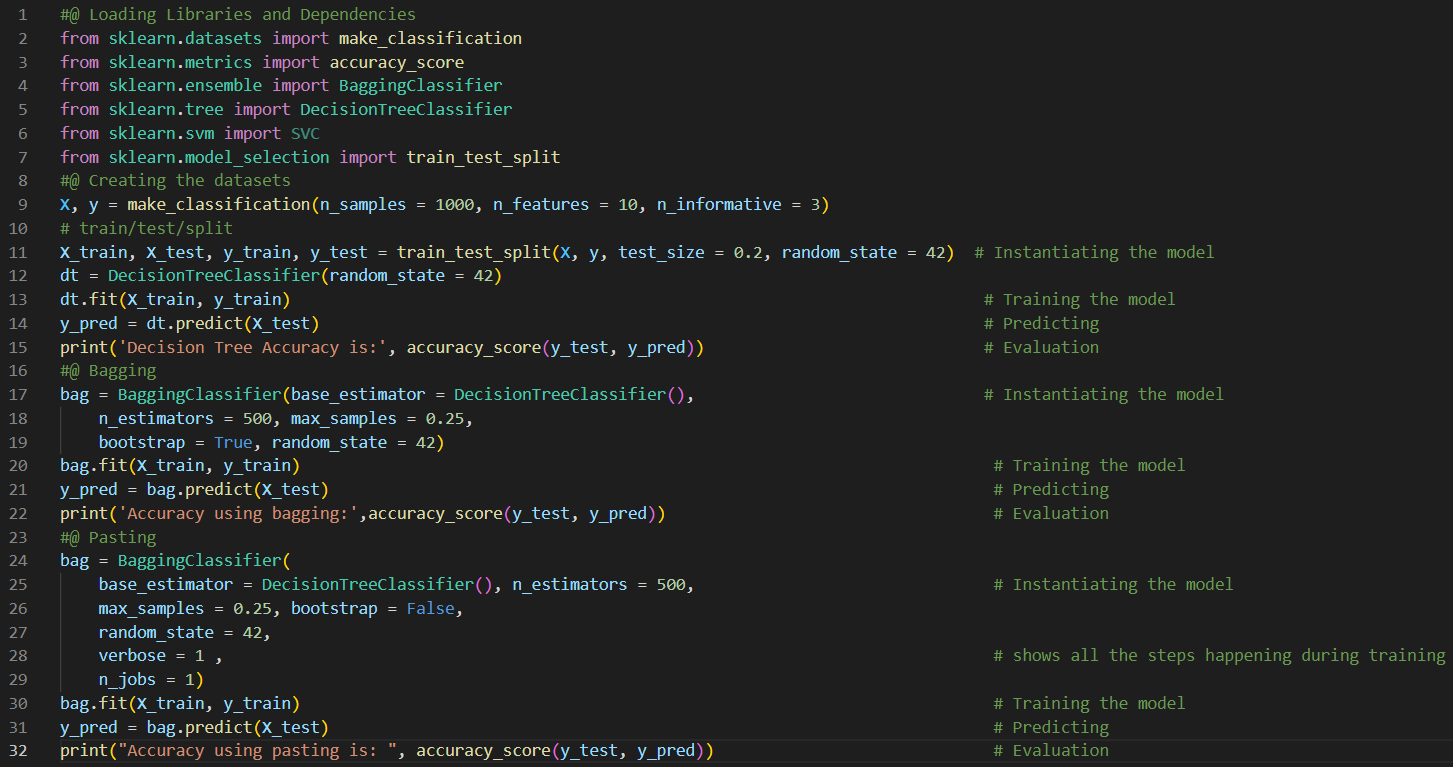 1 #@ Loading Libraries and Dependencies
2 from sklearn.datasets import make_classification
3 from sklearn.metrics import accuracy_score
4 from sklearn.ensemble import BaggingClassifier
5 from sklearn.tree import DecisionTreeClassifier
6 from sklearn.svm import SVC
7 from sklearn.model_selection import train_test_split
8 #@ Creating the datasets
9 X, y = make_classification(n_samples = 1000, n_features = 10, n_informative = 3)
10 # train/test/split
11 X_train, X_test, y_train, y_test = train_test_split(X, y, test_size = 0.2, random_state = 42)  # Instantiating the model
12 dt = DecisionTreeClassifier(random_state = 42)
13 dt.fit(X_train, y_train) # Training the model
14 y_pred = dt.predict(X_test) # Predicting
15 print('Decision Tree Accuracy is:', accuracy_score(y_test, y_pred)) # Evaluation
16 #@ Bagging
17 bag = BaggingClassifier(base_estimator = DecisionTreeClassifier(), # Instantiating the model
18     n_estimators = 500, max_samples = 0.25,
19     bootstrap = True, random_state = 42)
20 bag.fit(X_train, y_train) # Training the model
21 y_pred = bag.predict(X_test) # Predicting
22 print('Accuracy using bagging:',accuracy_score(y_test, y_pred)) # Evaluation
23 #@ Pasting
24 bag = BaggingClassifier(
25     base_estimator = DecisionTreeClassifier(), n_estimators = 500, # Instantiating the model
26     max_samples = 0.25, bootstrap = False,
27     random_state = 42,
28     verbose = 1 , # shows all the steps happening during training
29     n_jobs = 1)
30 bag.fit(X_train, y_train) # Training the model
31 y_pred = bag.predict(X_test) # Predicting
32 print("Accuracy using pasting is: ", accuracy_score(y_test, y_pred)) # Evaluation